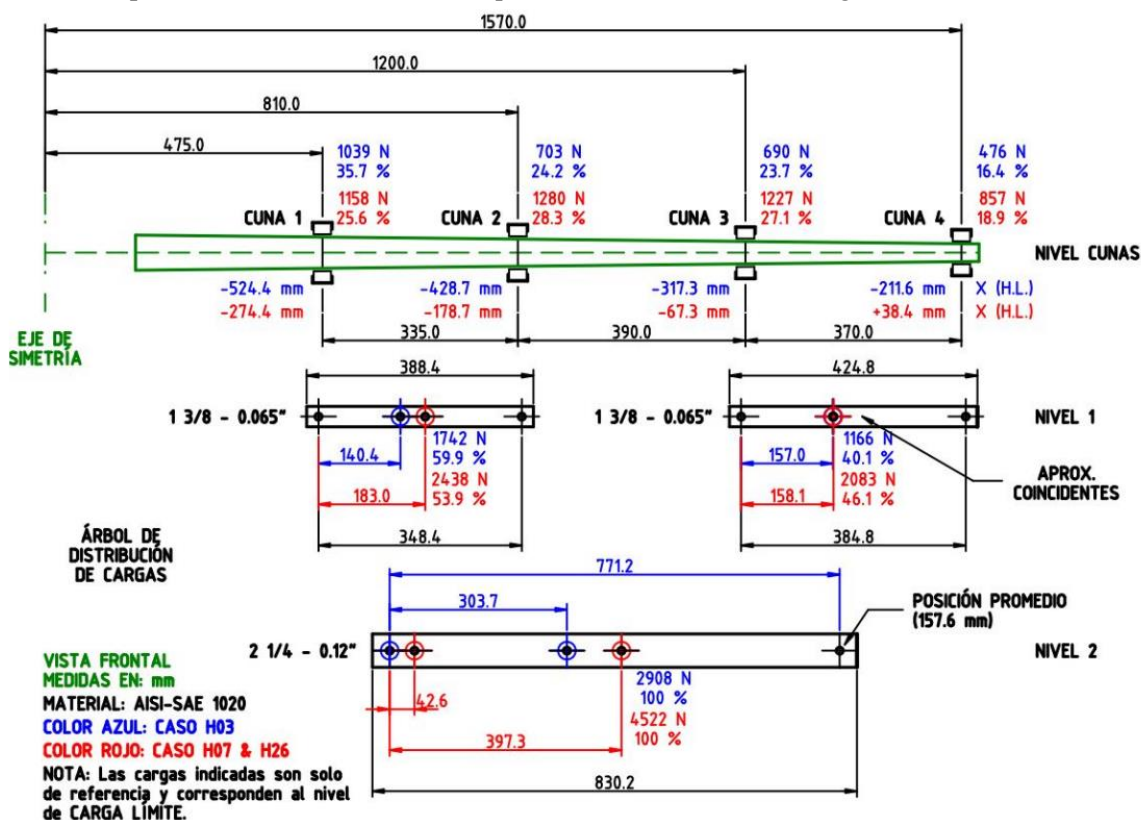 1570.0
1200.0
810.0
475.0
1039 N
35.7 %
1158 N
25.6 %
703 N
24.2 %
1280 N
28.3 %
690 N
23.7 %
1227 N
27.1 %
476 N
16.4 %
857 N
18.9 %
CUNA 1
CUNA 2
CUNA 3
CUNA 4
NIVEL CUNAS
-524.4 mm
-428.7 mm
-317.3 mm
-211.6 mm
X (H.L.)
-274.4 mm
-178.7 mm
-67.3 mm
+38.4 mm
X (H.L.)
EJE DE
SIMETRÍA
335.0
390.0
370.0
388.4
424.8
1 3/8 - 0.065"
1 3/8 - 0.065"
NIVEL 1
140.4
1742 N
59.9 %
2438 N
53.9 %
183.0
348.4
157.0
1166 N
40.1 %
2083 N
46.1 %
158.1
384.8
APROX.
COINCIDENTES
ÁRBOL DE
DISTRIBUCIÓN
DE CARGAS
771.2
303.7
POSICIÓN PROMEDIO
(157.6 mm)
2 1/4 - 0.12"
NIVEL 2
42.6
2908 N
100 %
4522 N
100 %
397.3
830.2
VISTA FRONTAL
MEDIDAS EN: mm
MATERIAL: AISI-SAE 1020
COLOR AZUL: CASO H03
COLOR ROJO: CASO H07 & H26
NOTA: Las cargas indicadas son solo
de referencia y corresponden al nivel
de CARGA LÍMITE.